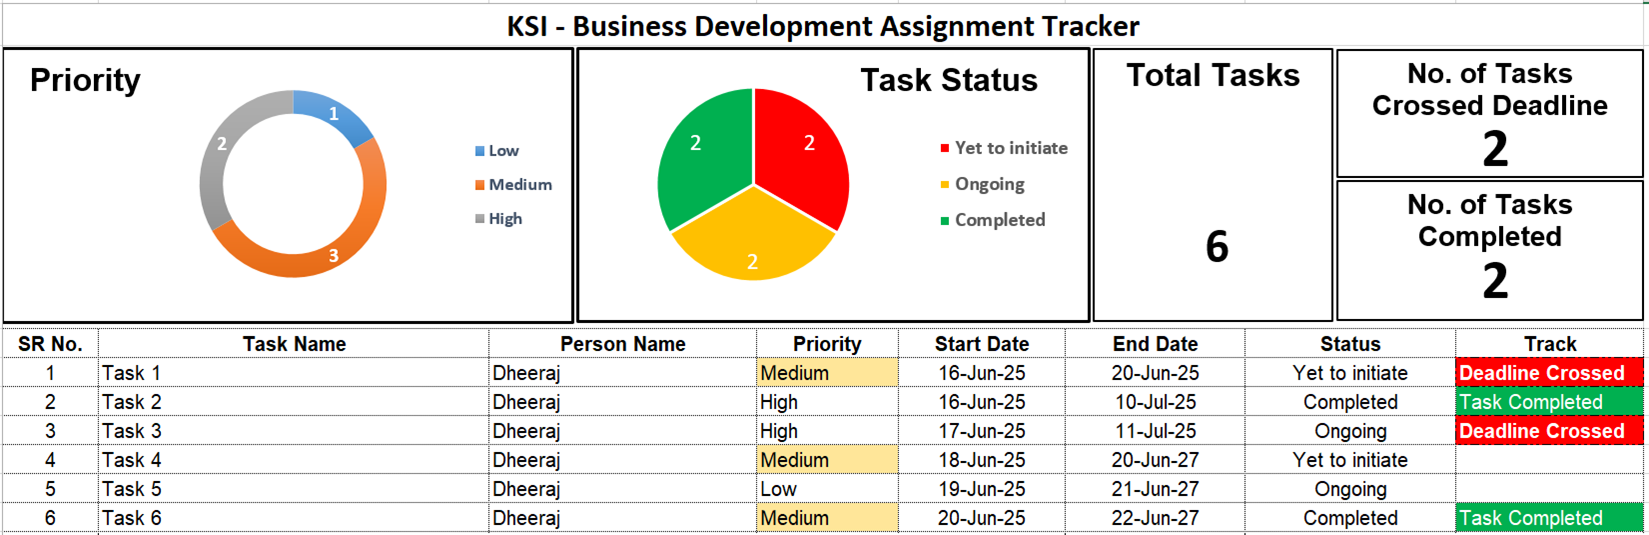 KSI - Business Development Assignment Tracker
Priority
1
2
3
Low
Medium
High
Task Status
2
2
2
Yet to initiate
Ongoing
Completed
Total Tasks
6
No. of Tasks
Crossed Deadline
2
No. of Tasks
Completed
2
SR No. Task Name Person Name Priority Start Date End Date Status Track
1 Task 1 Dheeraj Medium 16-Jun-25 20-Jun-25 Yet to initiate Deadline Crossed
2 Task 2 Dheeraj High 16-Jun-25 10-Jul-25 Completed Task Completed
3 Task 3 Dheeraj High 17-Jun-25 11-Jul-25 Ongoing Deadline Crossed
4 Task 4 Dheeraj Medium 18-Jun-25 20-Jun-27 Yet to initiate
5 Task 5 Dheeraj Low 19-Jun-25 21-Jun-27 Ongoing
6 Task 6 Dheeraj Medium 20-Jun-25 22-Jun-27 Completed Task Completed